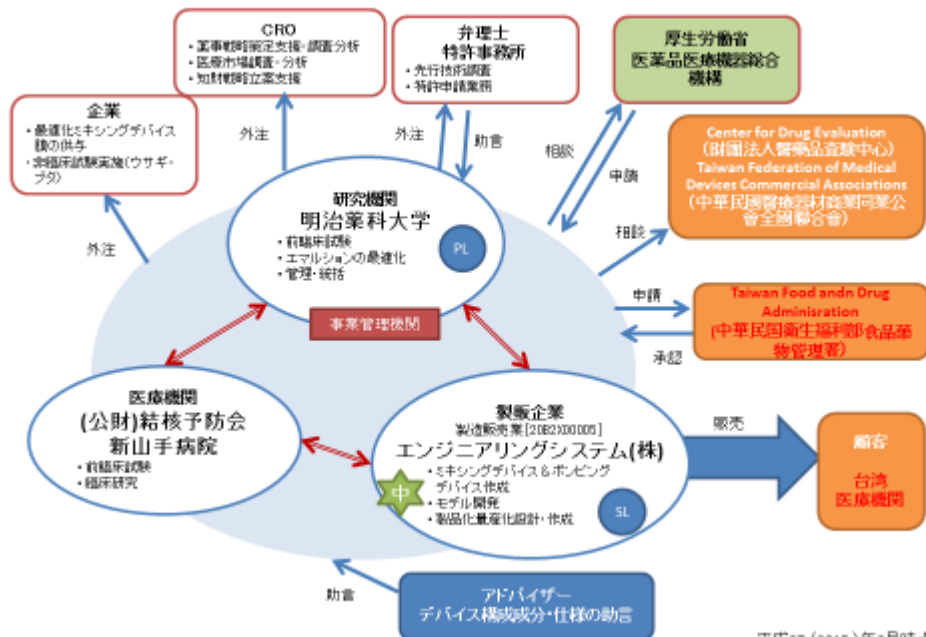 CRO
・薬事戦略策定支援・調査分析
・医療市場調査・分析
・知財戦略立案支援
弁理士
特許事務所
・先行技術調査
・特許申請業務
厚生労働省
医薬品医療機器総合
機構
企業
・最適化ミキシングデバイス
膜の供与
・非臨床試験実施(ウサギ・
ブタ)
外注
外注
助言
相談
申請
Center for Drug Evaluation
(財團法人醫藥品査驗中心)
Taiwan Federation of Medical
Devices Commercial Associations
(中華民國醫療器材商業同業公
會全國聯合會)
外注
研究機関
明治薬科大学
・前臨床試験
・エマルションの最適化
・管理・統括
PL
相談
事業管理機関
申請
Taiwan Food andn Drug
Adminisration
(中華民国衛生福利部食品薬
物管理署)
承認
医療機関
(公財)結核予防会
新山手病院
・前臨床試験
・臨床研究
製販企業
製造販売業[20B2X00005]
エンジニアリングシステム(株)
・ミキシングデバイス&ポンピング
デバイス作成
・モデル開発
・製品化量産化設計・作成
中
SL
販売
顧客
台湾
医療機関
助言
アドバイザー
デバイス構成成分・仕様の助言